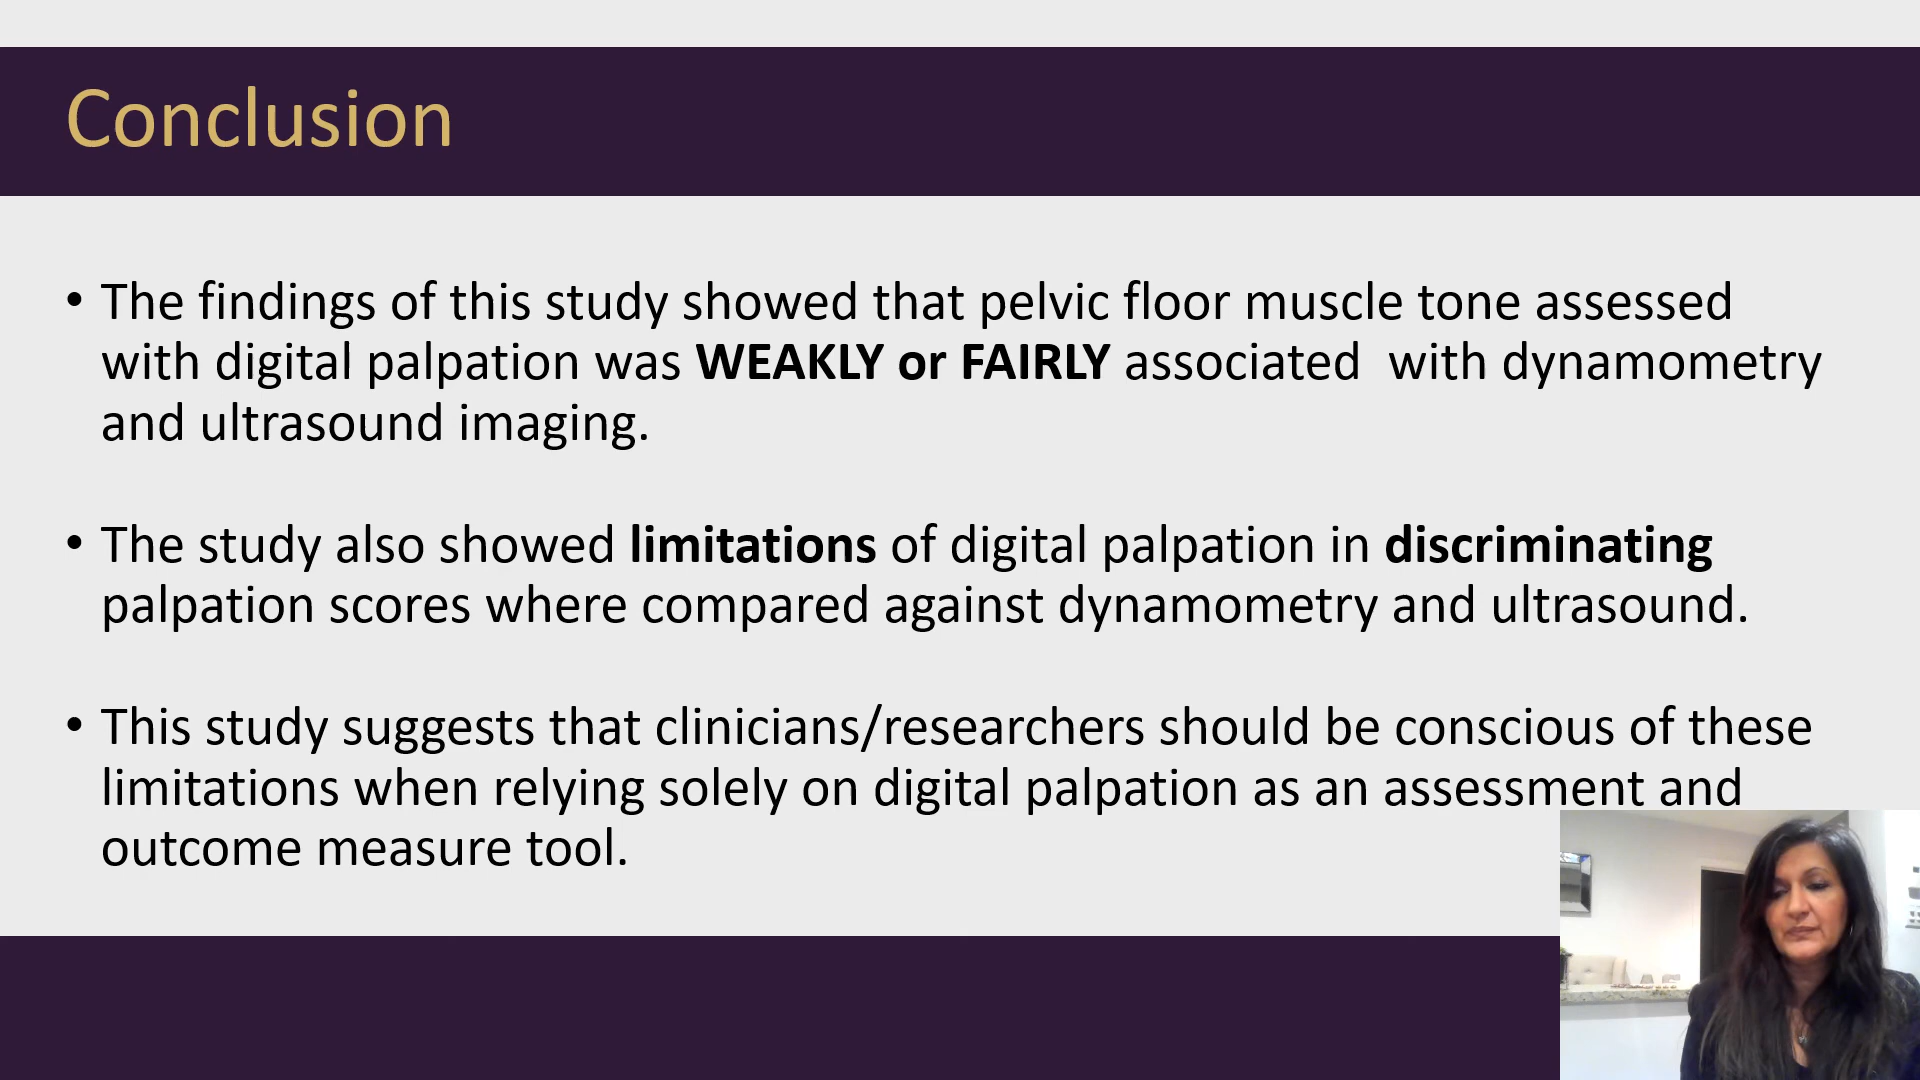 Conclusion
• The findings of this study showed that pelvic floor muscle tone assessed
with digital palpation was WEAKLY or FAIRLY associated  with dynamometry
and ultrasound imaging.
• The study also showed limitations of digital palpation in discriminating
palpation scores where compared against dynamometry and ultrasound.
• This study suggests that clinicians/researchers should be conscious of these
limitations when relying solely on digital palpation as an assessment and
outcome measure tool.